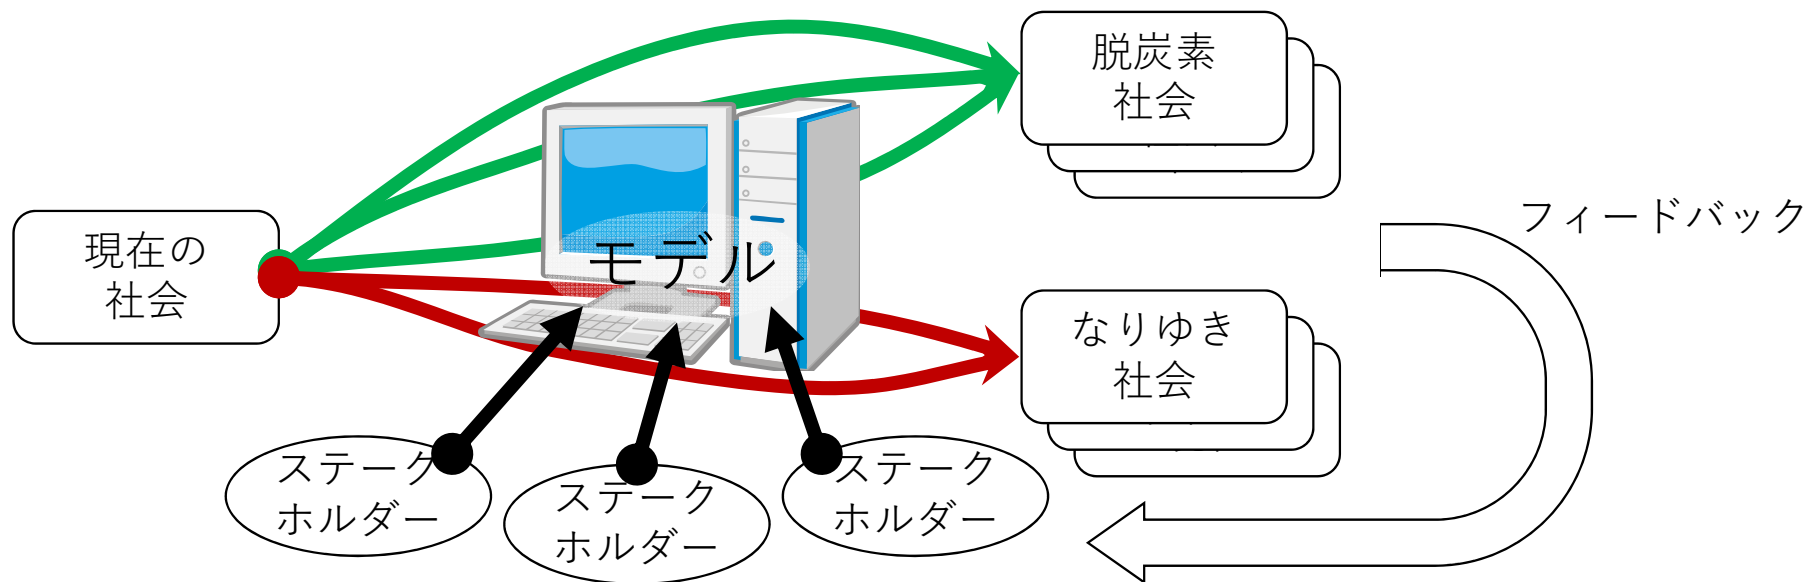 脱炭素
社会
フィードバック
現在の
社会
モデル
なりゆき
社会
ステーク
ホルダー
ステーク
ホルダー
ステーク
ホルダー